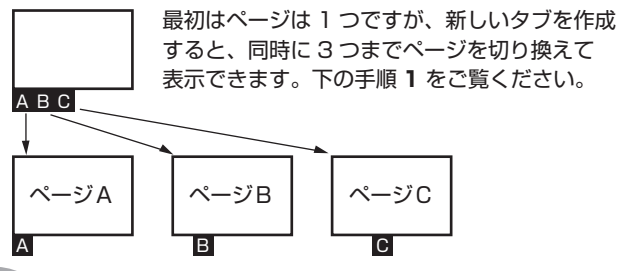 最初はページは 1 つですが、新しいタブを作成
すると、同時に 3 つまでページを切り換えて
表示できます。下の手順 1 をご覧ください。
A B C
ページA
ページB
ページC
A
B
C